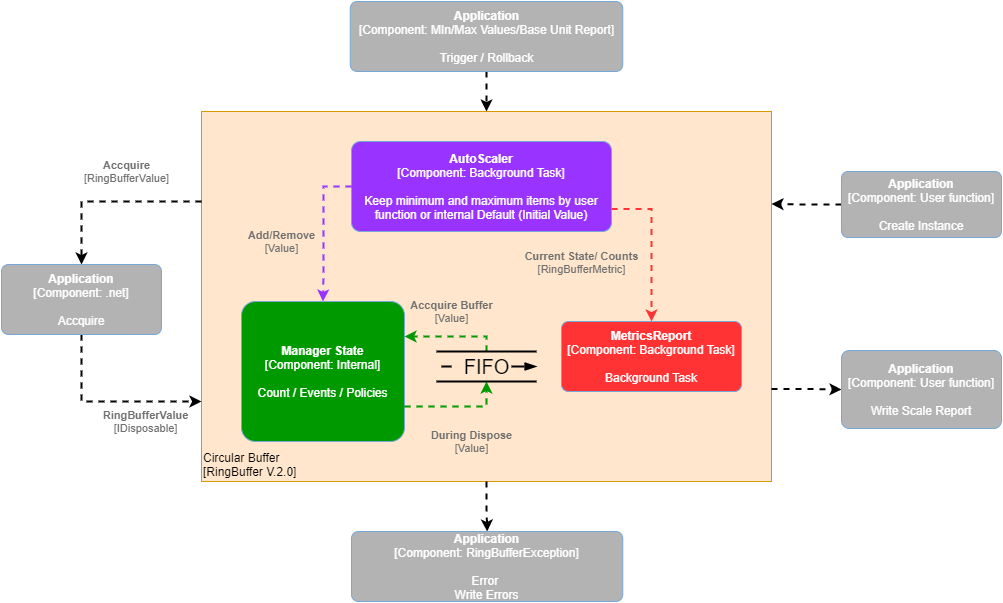 Application
[Component: MIn/Max Values/Base Unit Report]
Trigger / Rollback
AutoScaler
[Component: Background Task]
Keep minimum and maximum items by user
function or internal Default (Initial Value)
Accquire
[RingBufferValue]
Application
[Component: User function]
Create Instance
Add/Remove
[Value]
Current State/ Counts
[RingBufferMetric]
Application
[Component: .net]
Accquire
Accquire Buffer
[Value]
Manager State
[Component: Internal]
Count / Events / Policies
FIFO
MetricsReport
[Component: Background Task]
Background Task
Application
[Component: User function]
Write Scale Report
RingBufferValue
[IDisposable]
During Dispose
[Value]
Circular Buffer
[RingBuffer V.2.0]
Application
[Component: RingBufferException]
Error
Write Errors